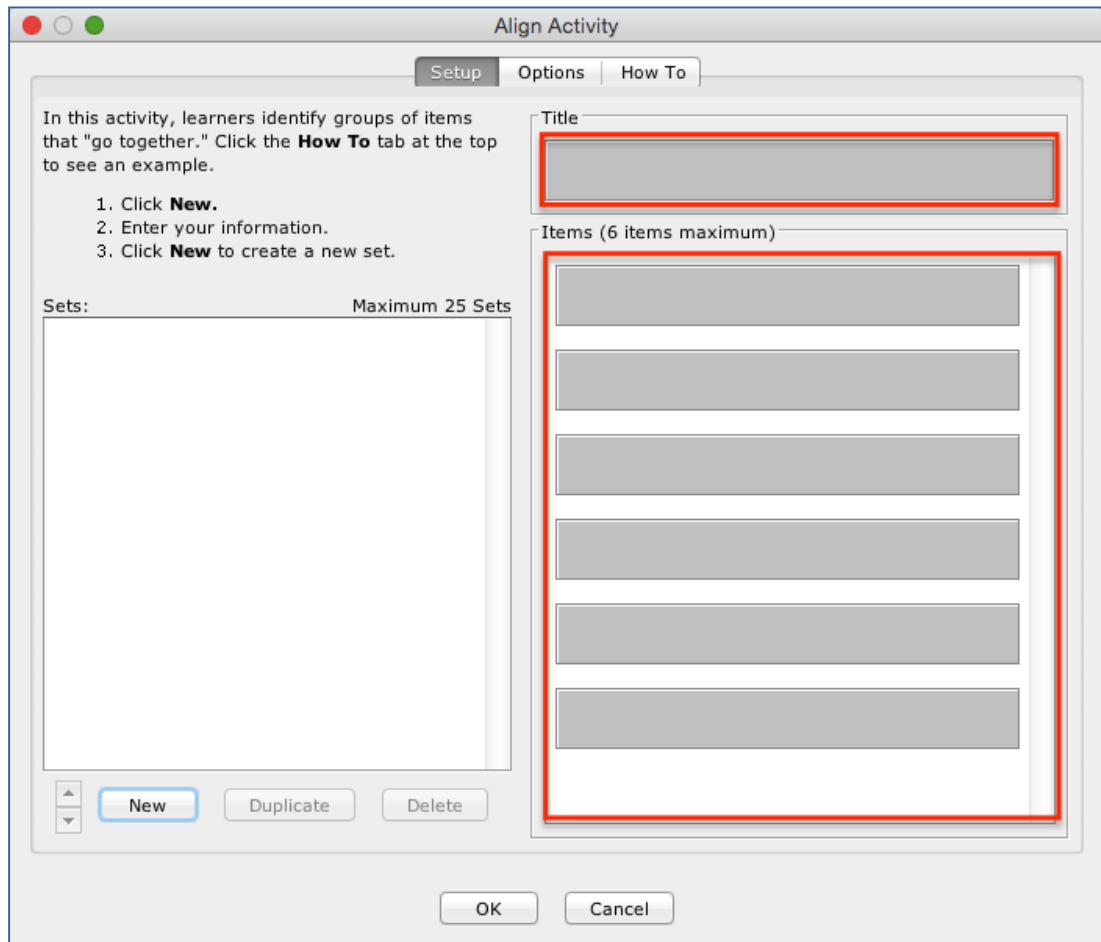 Align Activity
Setup Options How To
In this activity, learners identify groups of items
that "go together." Click the How To tab at the top
to see an example.
1. Click New.
2. Enter your information.
3. Click New to create a new set.
Sets: Maximum 25 Sets
New Duplicate Delete
Title
Items (6 items maximum)
OK Cancel